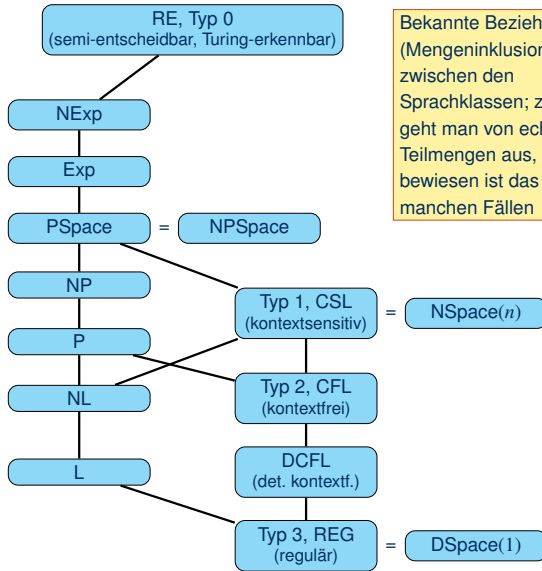 RE, Typ 0
(semi-entscheidbar, Turing-erkennbar)
Bekannte
(Mengeninklusion
zwischen den
Sprachklassen;
geht man von
Teilmengen aus,
bewiesen ist das
manchen Fällen
NExp
Exp
PSpace = NPSpace
NP
Typ 1, CSL
(kontextsensitiv)
= NSpace(n)
P
Typ 2, CFL
(kontextfrei)
NL
DCFL
(det. kontextf.)
L
Typ 3, REG
(regulär)
= DSpace(1)